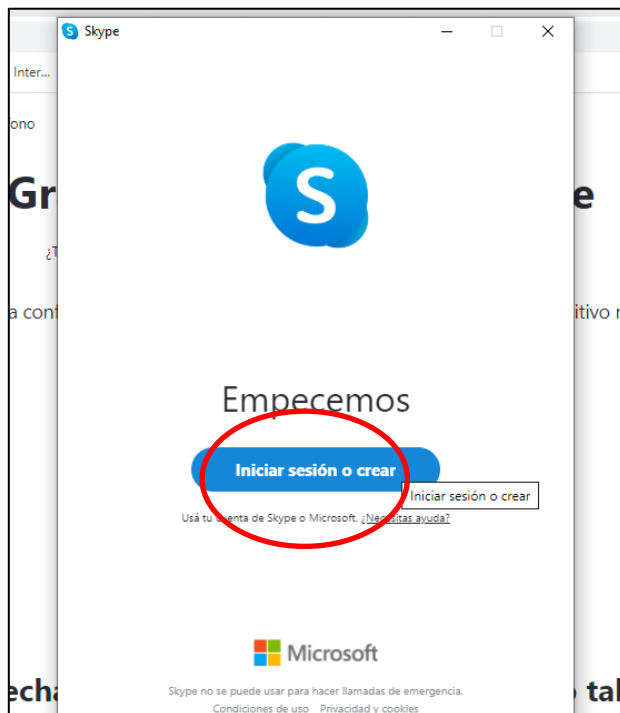 Skype
Inter...
ono
Gr
e
¿T
a conf
itivo r
S
Empecemos
Iniciar sesión o crear
Iniciar sesión o crear
Usá tu cuenta de Skype o Microsoft. ¿Necesitas ayuda?
Microsoft
echa
tal
Skype no se puede usar para hacer llamadas de emergencia.
Condiciones de uso Privacidad y cookies